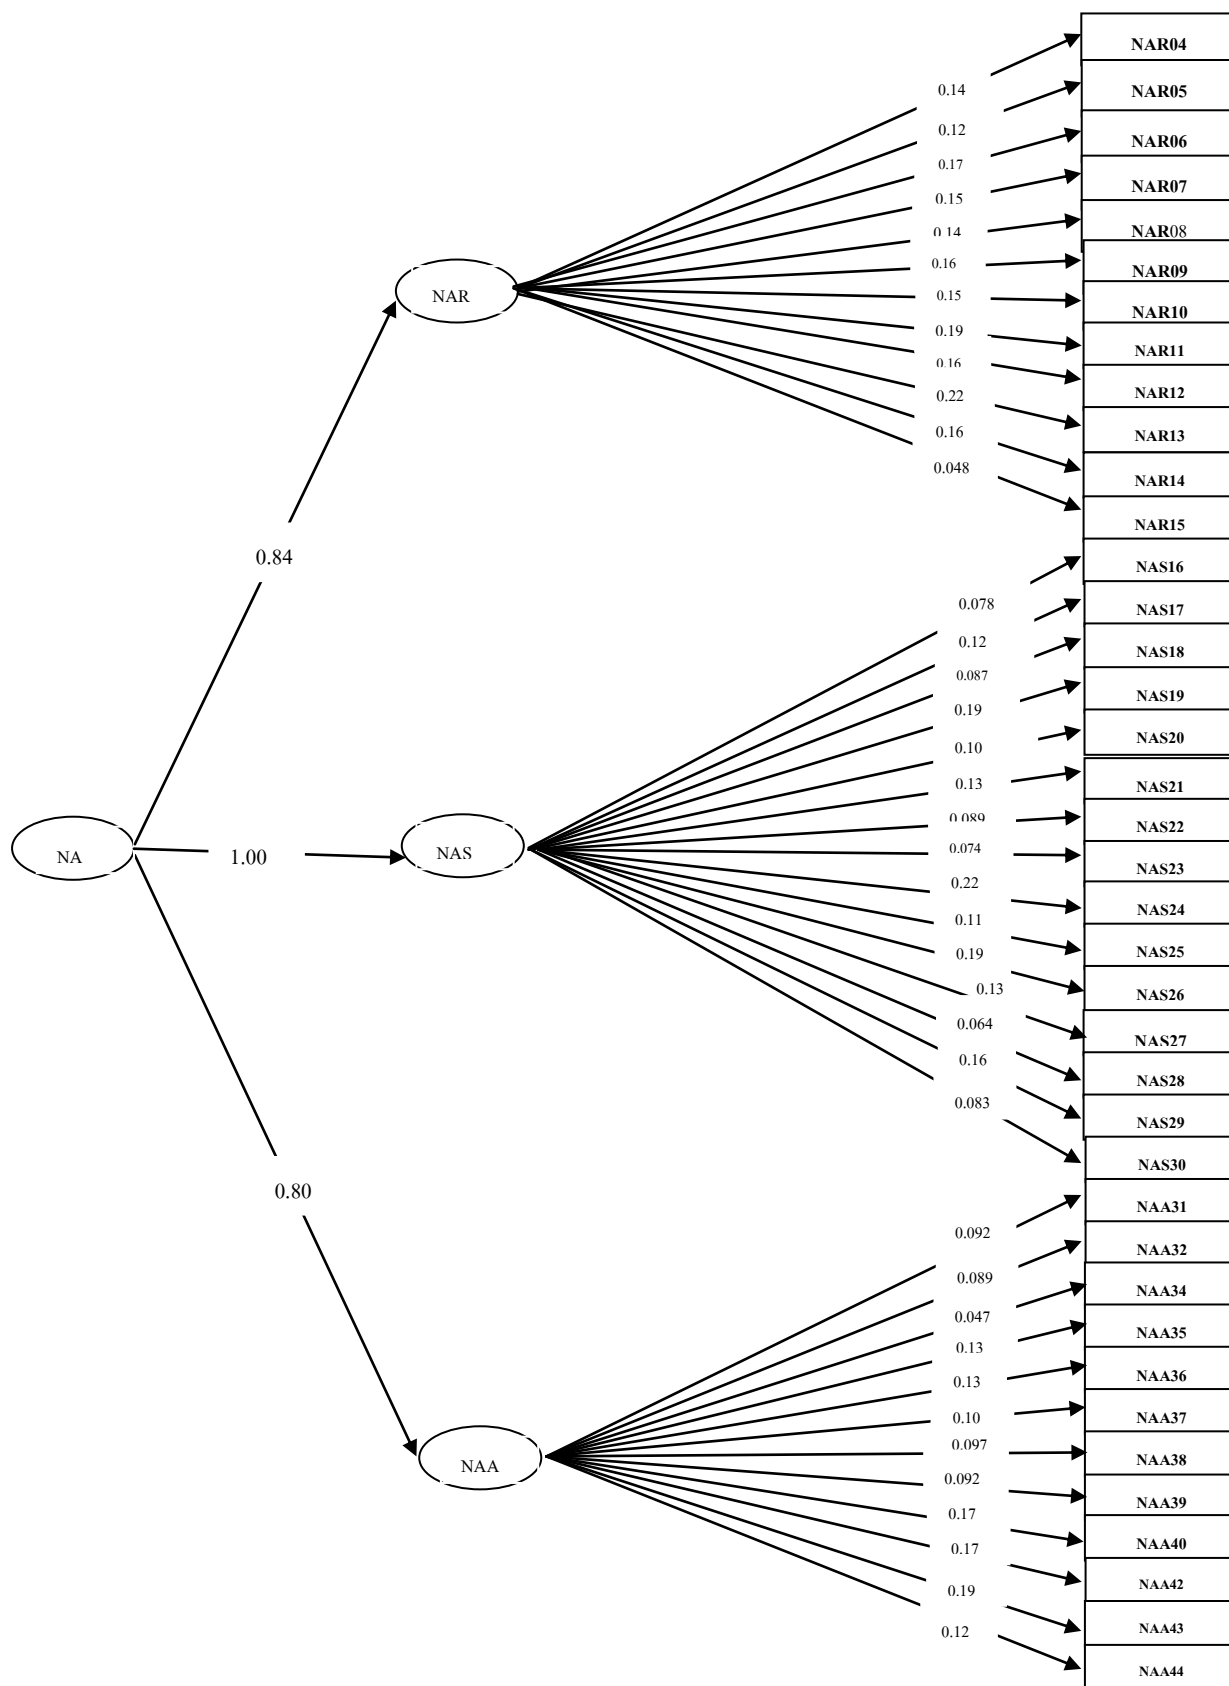 NAR04
0.14
NAR05
0.12
NAR06
0.17
NAR07
0.15
NAR08
0.14
NAR09
0.16
NAR
NAR10
0.15
0.19
NAR11
0.16
NAR12
0.22
NAR13
0.16
0.048
NAR14
NAR15
0.84
NAS16
0.078
NAS17
0.12
NAS18
0.087
NAS19
0.19
NAS20
0.10
0.13
NAS21
0.089
NAS22
NA
1.00
NAS
0.074
NAS23
0.22
NAS24
0.11
NAS25
0.19
0.13
NAS26
0.064
NAS27
0.16
NAS28
0.083
NAS29
NAS30
0.80
NAA31
0.092
NAA32
0.089
NAA34
0.047
NAA35
0.13
NAA36
0.13
0.10
NAA37
0.097
NAA38
NAA
0.092
NAA39
0.17
NAA40
0.17
NAA42
0.19
NAA43
0.12
NAA44